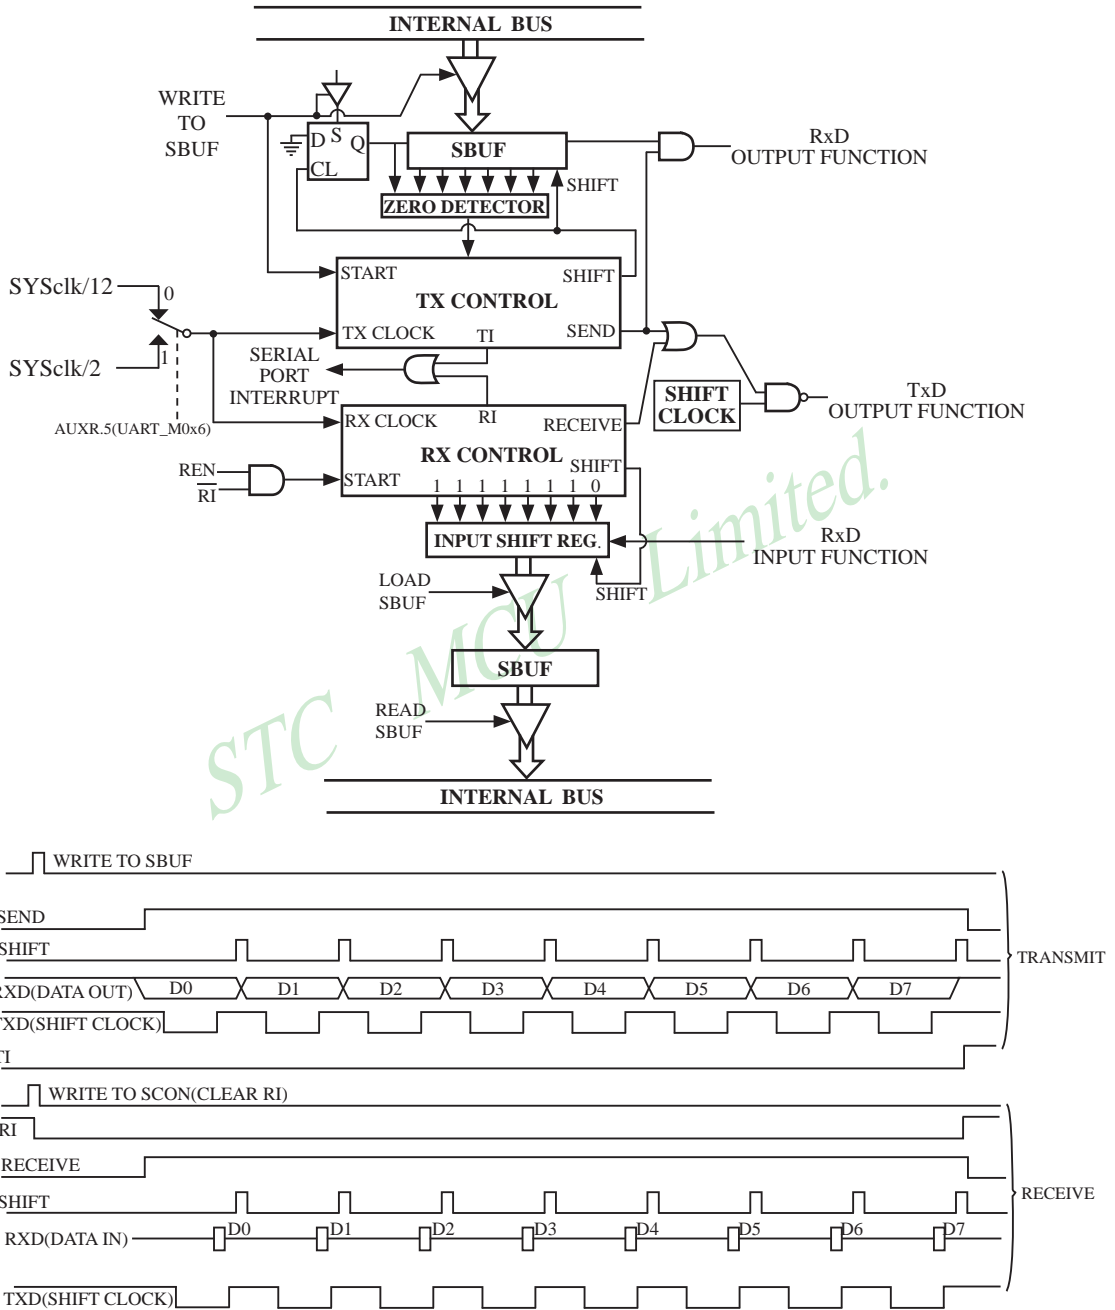 INTERNAL BUS
WRITE
TO
SBUF
D S Q
CL
SBUF
SHIFT
ZERO DETECTOR
RxD
OUTPUT FUNCTION
SYSclk/12
0
SYSclk/2
1
AUXR.5(UART_M0x6)
START
SHIFT
TX CONTROL
TX CLOCK
TI
SEND
SERIAL
PORT
INTERRUPT
SHIFT
CLOCK
TxD
OUTPUT FUNCTION
RX CLOCK
RI
RECEIVE
RX CONTROL
SHIFT
START
1 1 1 1 1 1 1 0
REN
RI
INPUT SHIFT REG.
RxD
INPUT FUNCTION
SHIFT
LOAD
SBUF
SBUF
READ
SBUF
INTERNAL BUS
STC MCU Limited.
WRITE TO SBUF
SEND
SHIFT
RXD(DATA OUT) D0 D1 D2 D3 D4 D5 D6 D7
TXD(SHIFT CLOCK)
TI
TRANSMIT
WRITE TO SCON(CLEAR RI)
RI
RECEIVE
SHIFT
RXD(DATA IN) D0 D1 D2 D3 D4 D5 D6 D7
TXD(SHIFT CLOCK)
RECEIVE